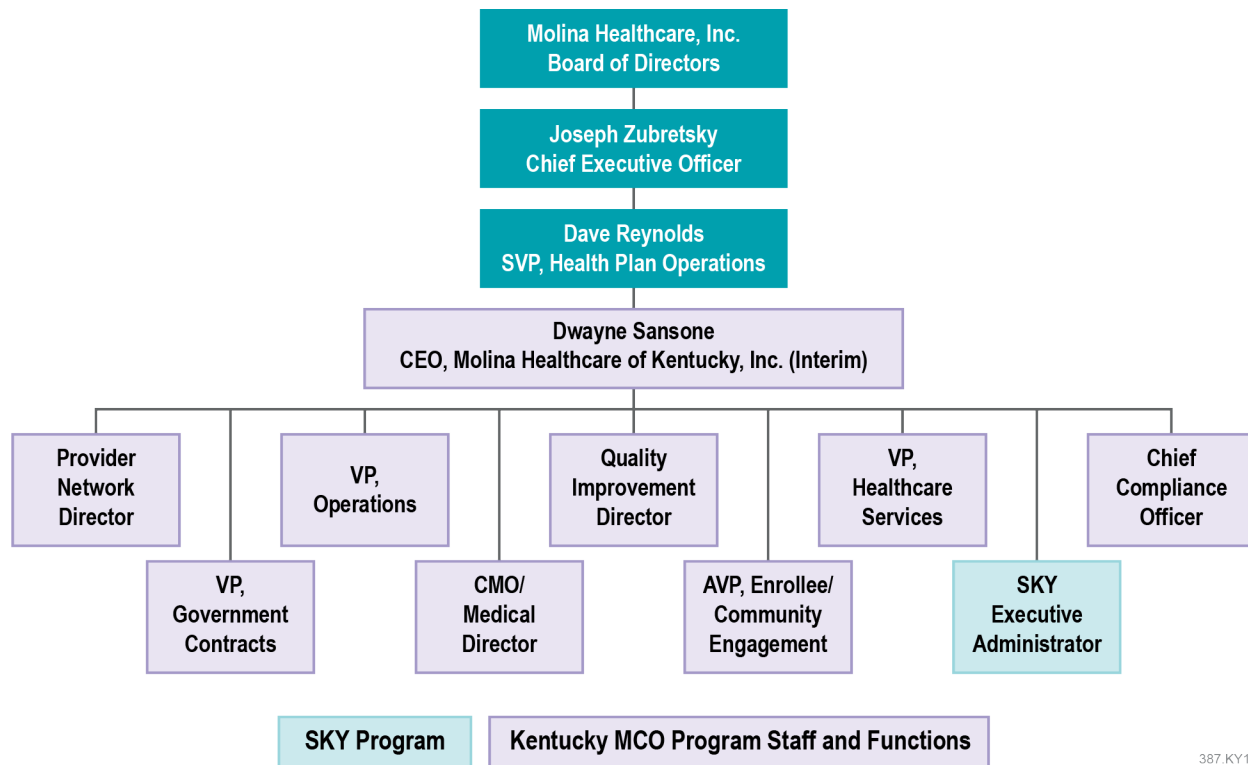 Molina Healthcare, Inc.
Board of Directors
Joseph Zubretsky
Chief Executive Officer
Dave Reynolds
SVP, Health Plan Operations
Dwayne Sansone
CEO, Molina Healthcare of Kentucky, Inc. (Interim)
Provider
Network
Director
VP,
Operations
Quality
Improvement
Director
VP,
Healthcare
Services
Chief
Compliance
Officer
VP,
Government
Contracts
CMO/
Medical
Director
AVP, Enrollee/
Community
Engagement
SKY
Executive
Administrator
SKY Program
Kentucky MCO Program Staff and Functions
387.KY1